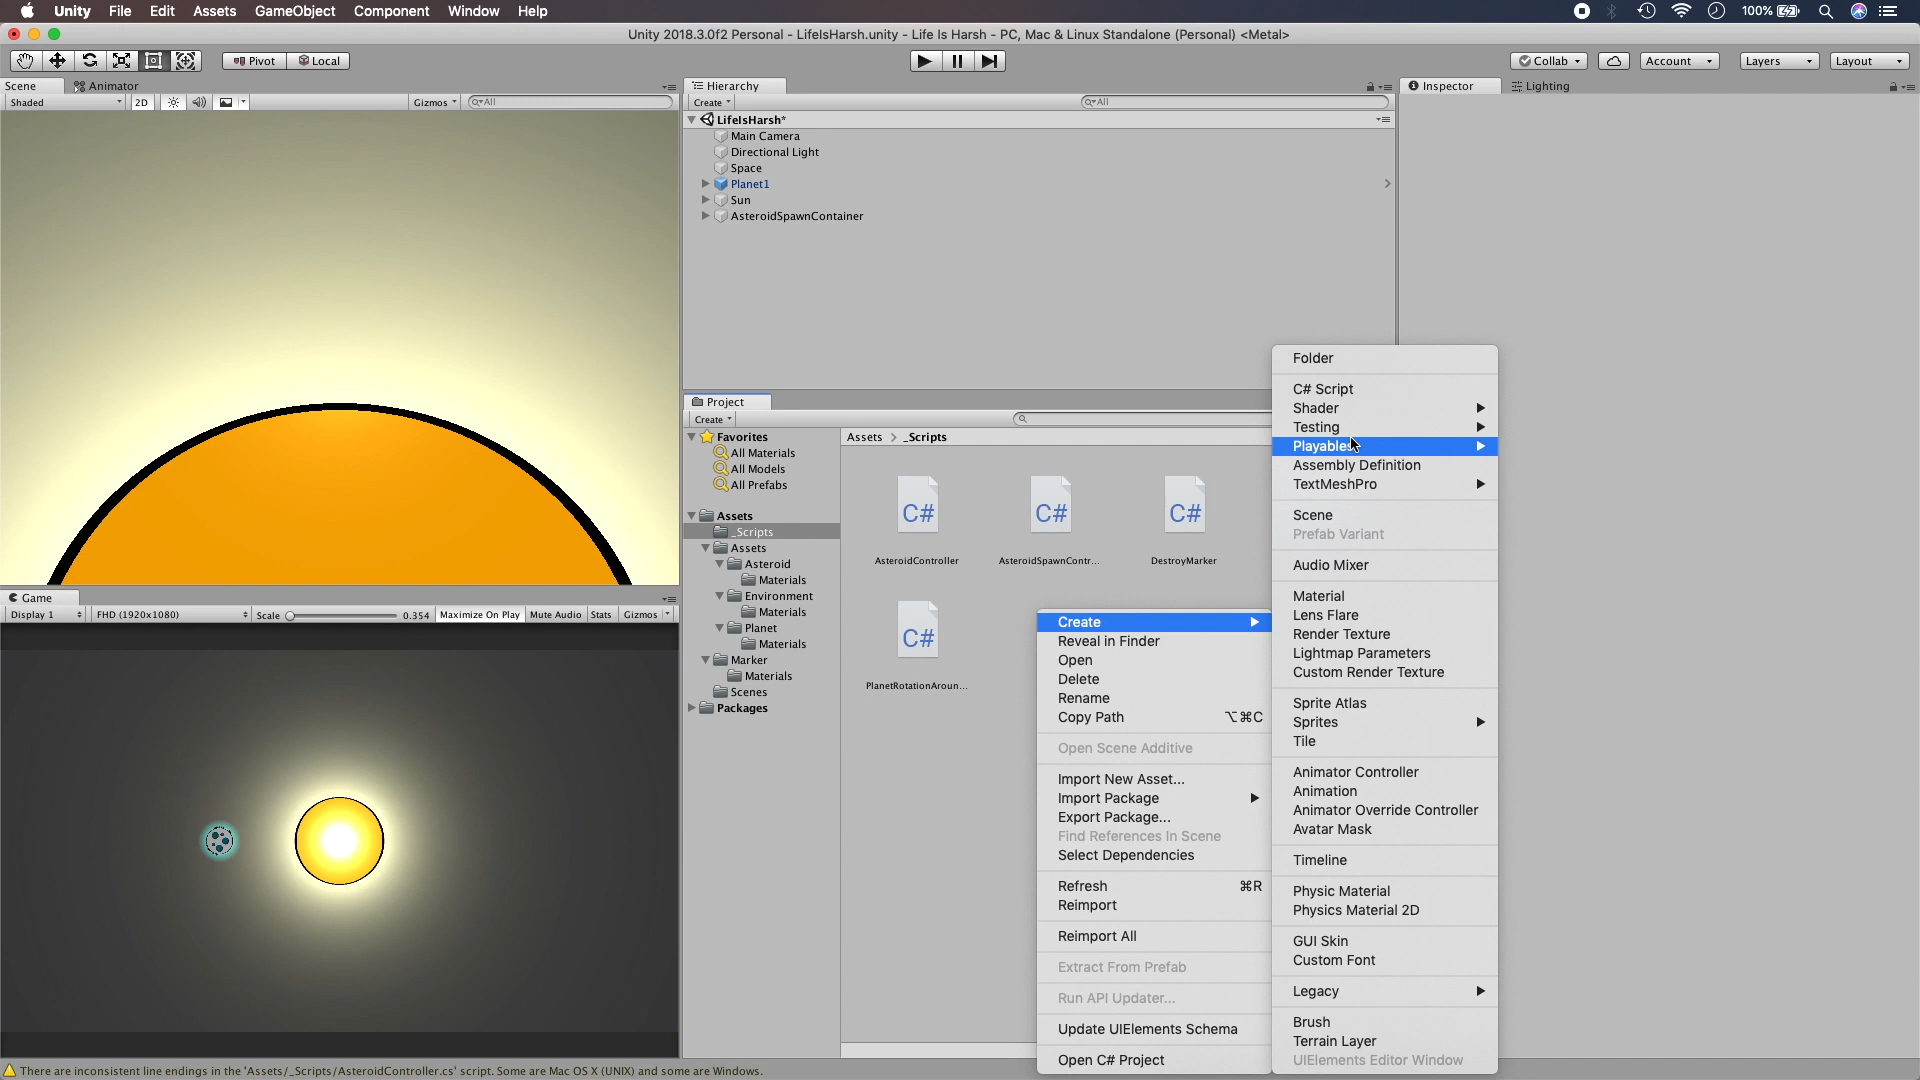 Unity File Edit Assets GameObject Component Window Help 100%
Unity 2018.3.0f2 Personal - LifeIsHarsh.unity - Life Is Harsh - PC, Mac & Linux Standalone (Personal) <Metal>
Pivot Local Collab Account Layers Layout
Scene Animator Hierarchy Inspector Lighting
Shaded 2D Gizmos All Create All
LifeIsHarsh*
Main Camera
Directional Light
Space
Planet1
Sun
AsteroidSpawnContainer
Project
Create
Favorites
All Materials
All Models
All Prefabs
Assets
_Scripts
Assets
Asteroid
Materials
Environment
Materials
Planet
Materials
Marker
Materials
Scenes
Packages
Assets > _Scripts
C# C# C#
AsteroidController AsteroidSpawnContr... DestroyMarker
C#
PlanetRotationAroun...
Game
Display 1 FHD (1920x1080) Scale 0.354 Maximize On Play Mute Audio Stats Gizmos
Create
Reveal in Finder
Open
Delete
Rename
Copy Path ⌥⌘C
Open Scene Additive
Import New Asset...
Import Package
Export Package...
Find References In Scene
Select Dependencies
Refresh ⌘R
Reimport
Reimport All
Extract From Prefab
Run API Updater...
Update UIElements Schema
Open C# Project
Folder
C# Script
Shader
Testing
Playables
Assembly Definition
TextMeshPro
Scene
Prefab Variant
Audio Mixer
Material
Lens Flare
Render Texture
Lightmap Parameters
Custom Render Texture
Sprite Atlas
Sprites
Tile
Animator Controller
Animation
Animator Override Controller
Avatar Mask
Timeline
Physic Material
Physics Material 2D
GUI Skin
Custom Font
Legacy
Brush
Terrain Layer
UIElements Editor Window
There are inconsistent line endings in the 'Assets/_Scripts/AsteroidController.cs' script. Some are Mac OS X (UNIX) and some are Windows.